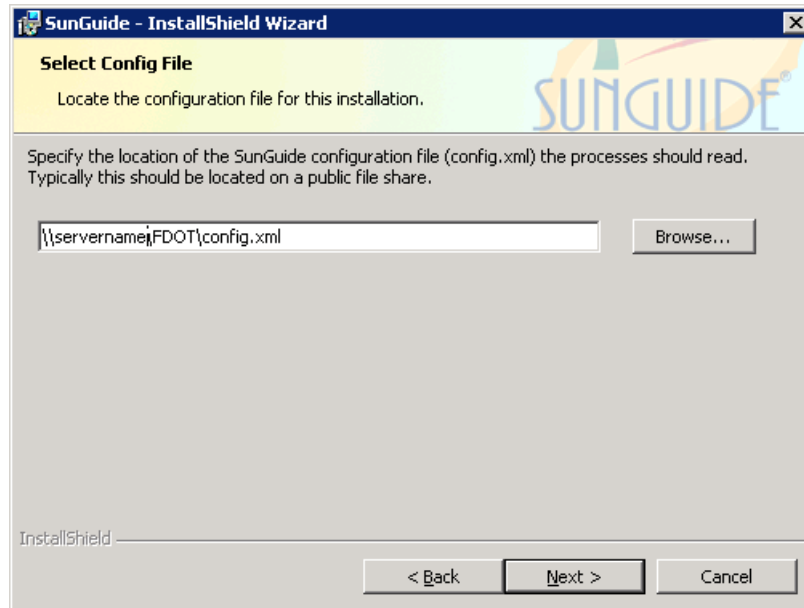 SunGuide - InstallShield Wizard
Select Config File
Locate the configuration file for this installation.
SUNGUIDE®
Specify the location of the SunGuide configuration file (config.xml) the processes should read.
Typically this should be located on a public file share.
\\servername\FDOT\config.xml
Browse...
InstallShield
< Back
Next >
Cancel